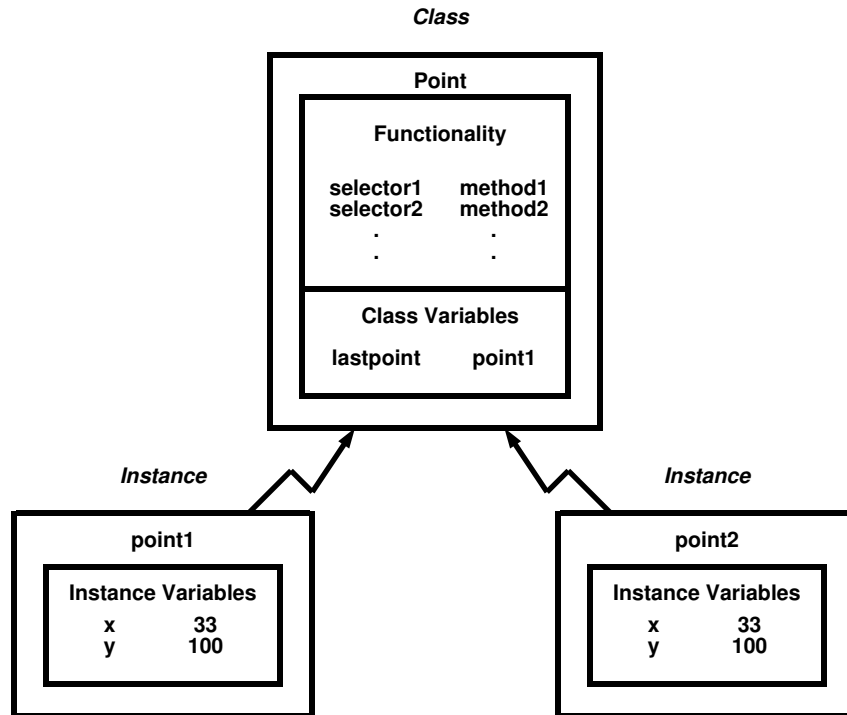 Class
Point
Functionality
selector1 method1
selector2 method2
. .
. .
Class Variables
lastpoint point1
Instance
point1
Instance Variables
x 33
y 100
Instance
point2
Instance Variables
x 33
y 100